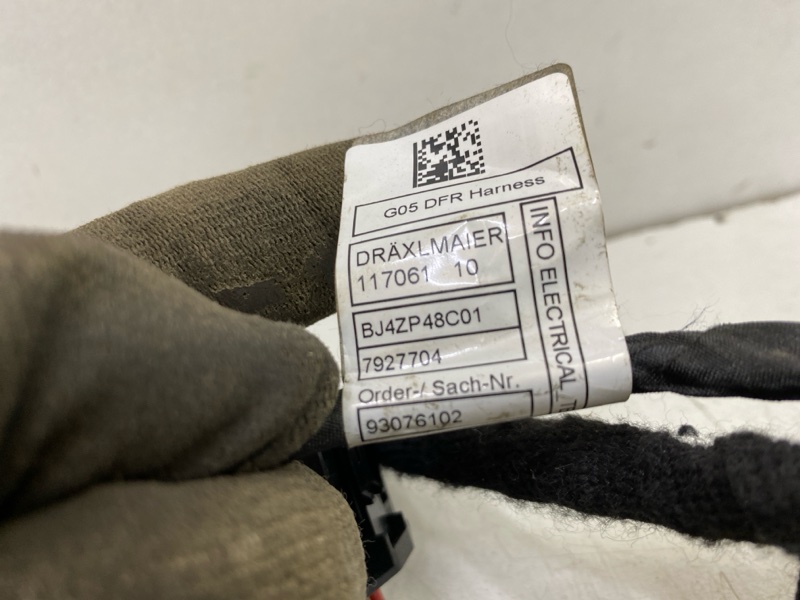 G05 DFR Harness
DRÄXLMAIER
117061 10
BJ4ZP48C01
7927704
Order-/ Sach-Nr.
93076102
INFO ELECTRICAL